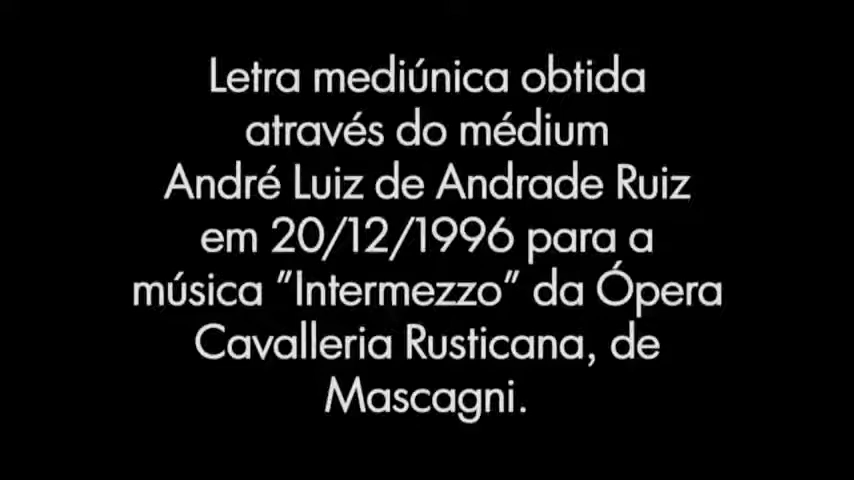 Letra mediúnica obtida
através do médium
André Luiz de Andrade Ruiz
em 20/12/1996 para a
música "Intermezzo" da Ópera
Cavalleria Rusticana, de
Mascagni.